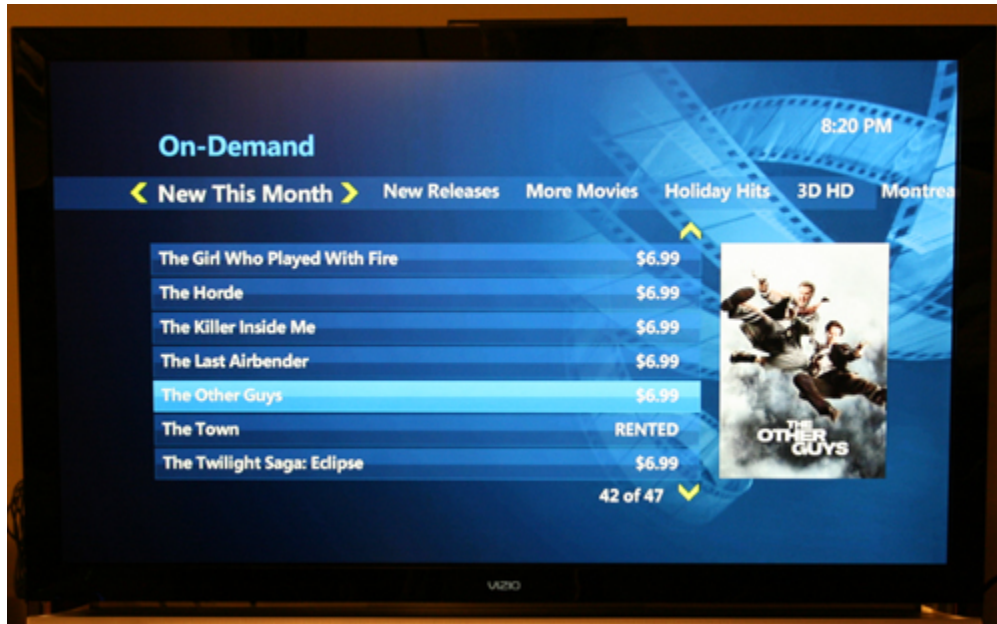 8:20 PM
On-Demand
New This Month New Releases More Movies Holiday Hits 3D HD Montrea
The Girl Who Played With Fire $6.99
The Horde $6.99
The Killer Inside Me $6.99
The Last Airbender $6.99
The Other Guys $6.99
The Town RENTED
The Twilight Saga: Eclipse $6.99
THE
OTHER
GUYS
42 of 47
VIZIO